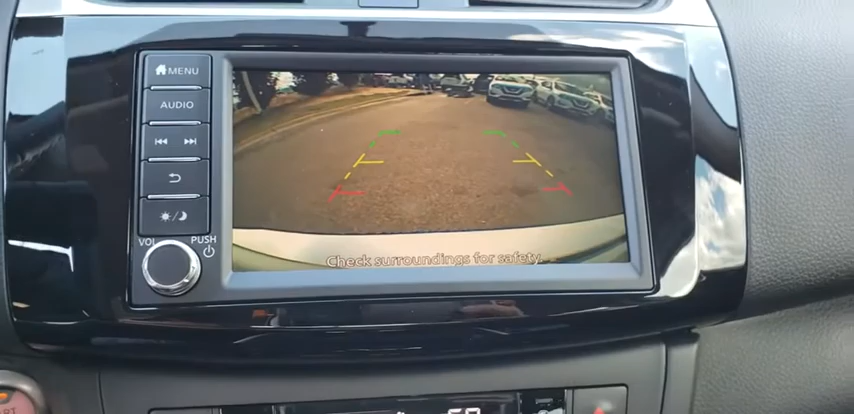 MENU
AUDIO
VOL
PUSH
Check surroundings for safety